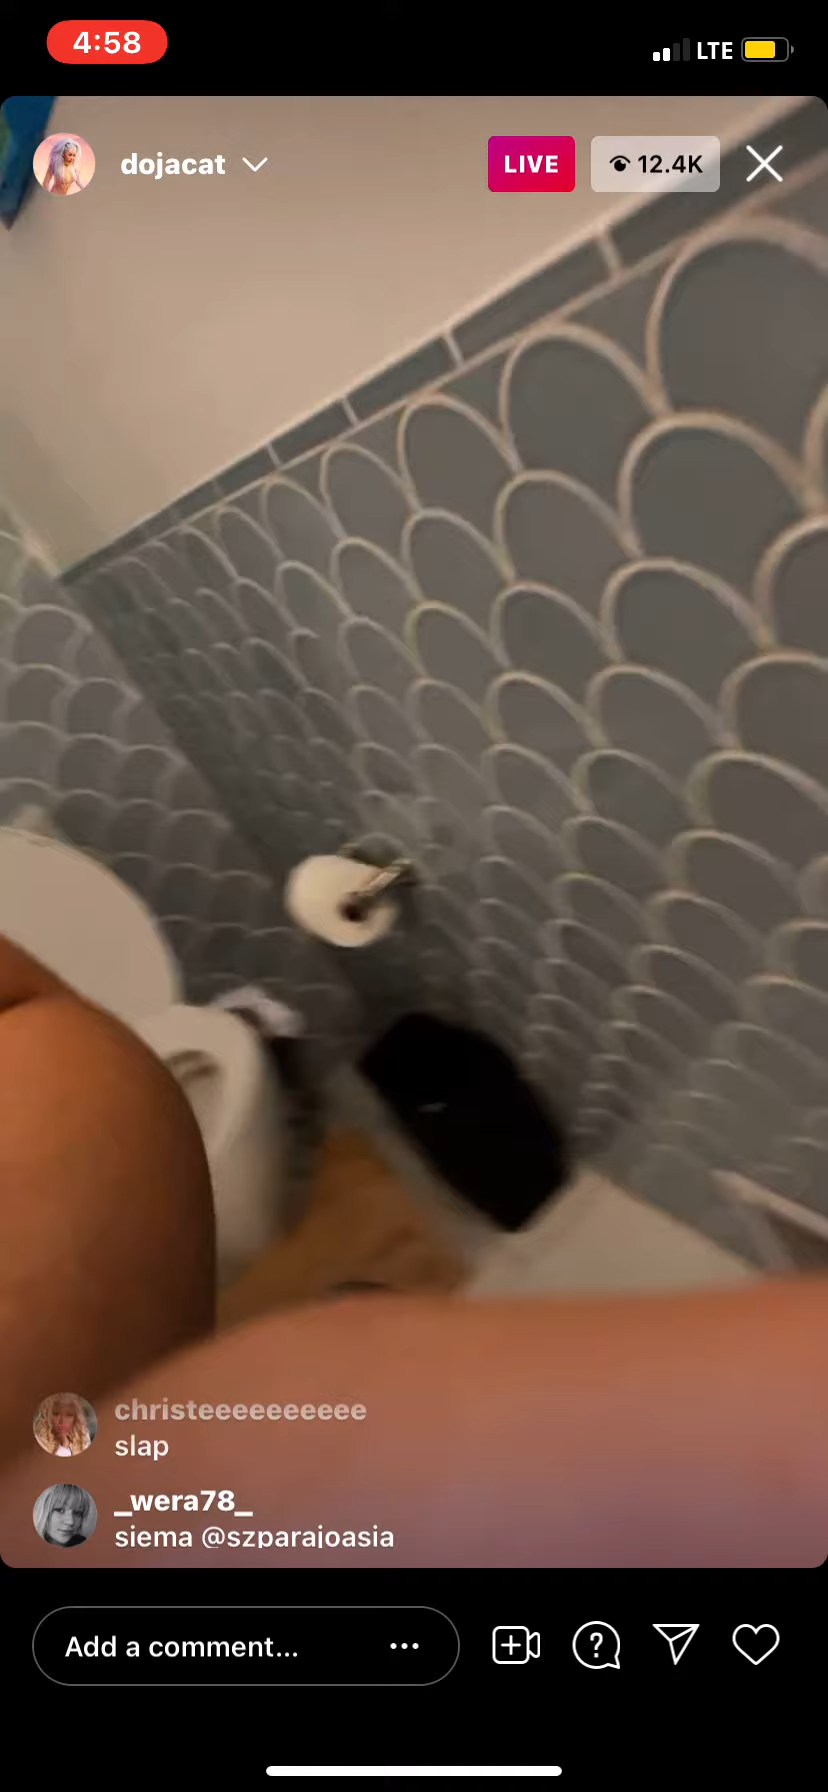 4:58
LTE
dojacat
LIVE
12.4K
christeeeeeeeeee
slap
_wera78_
siema @szparajoasia
Add a comment...